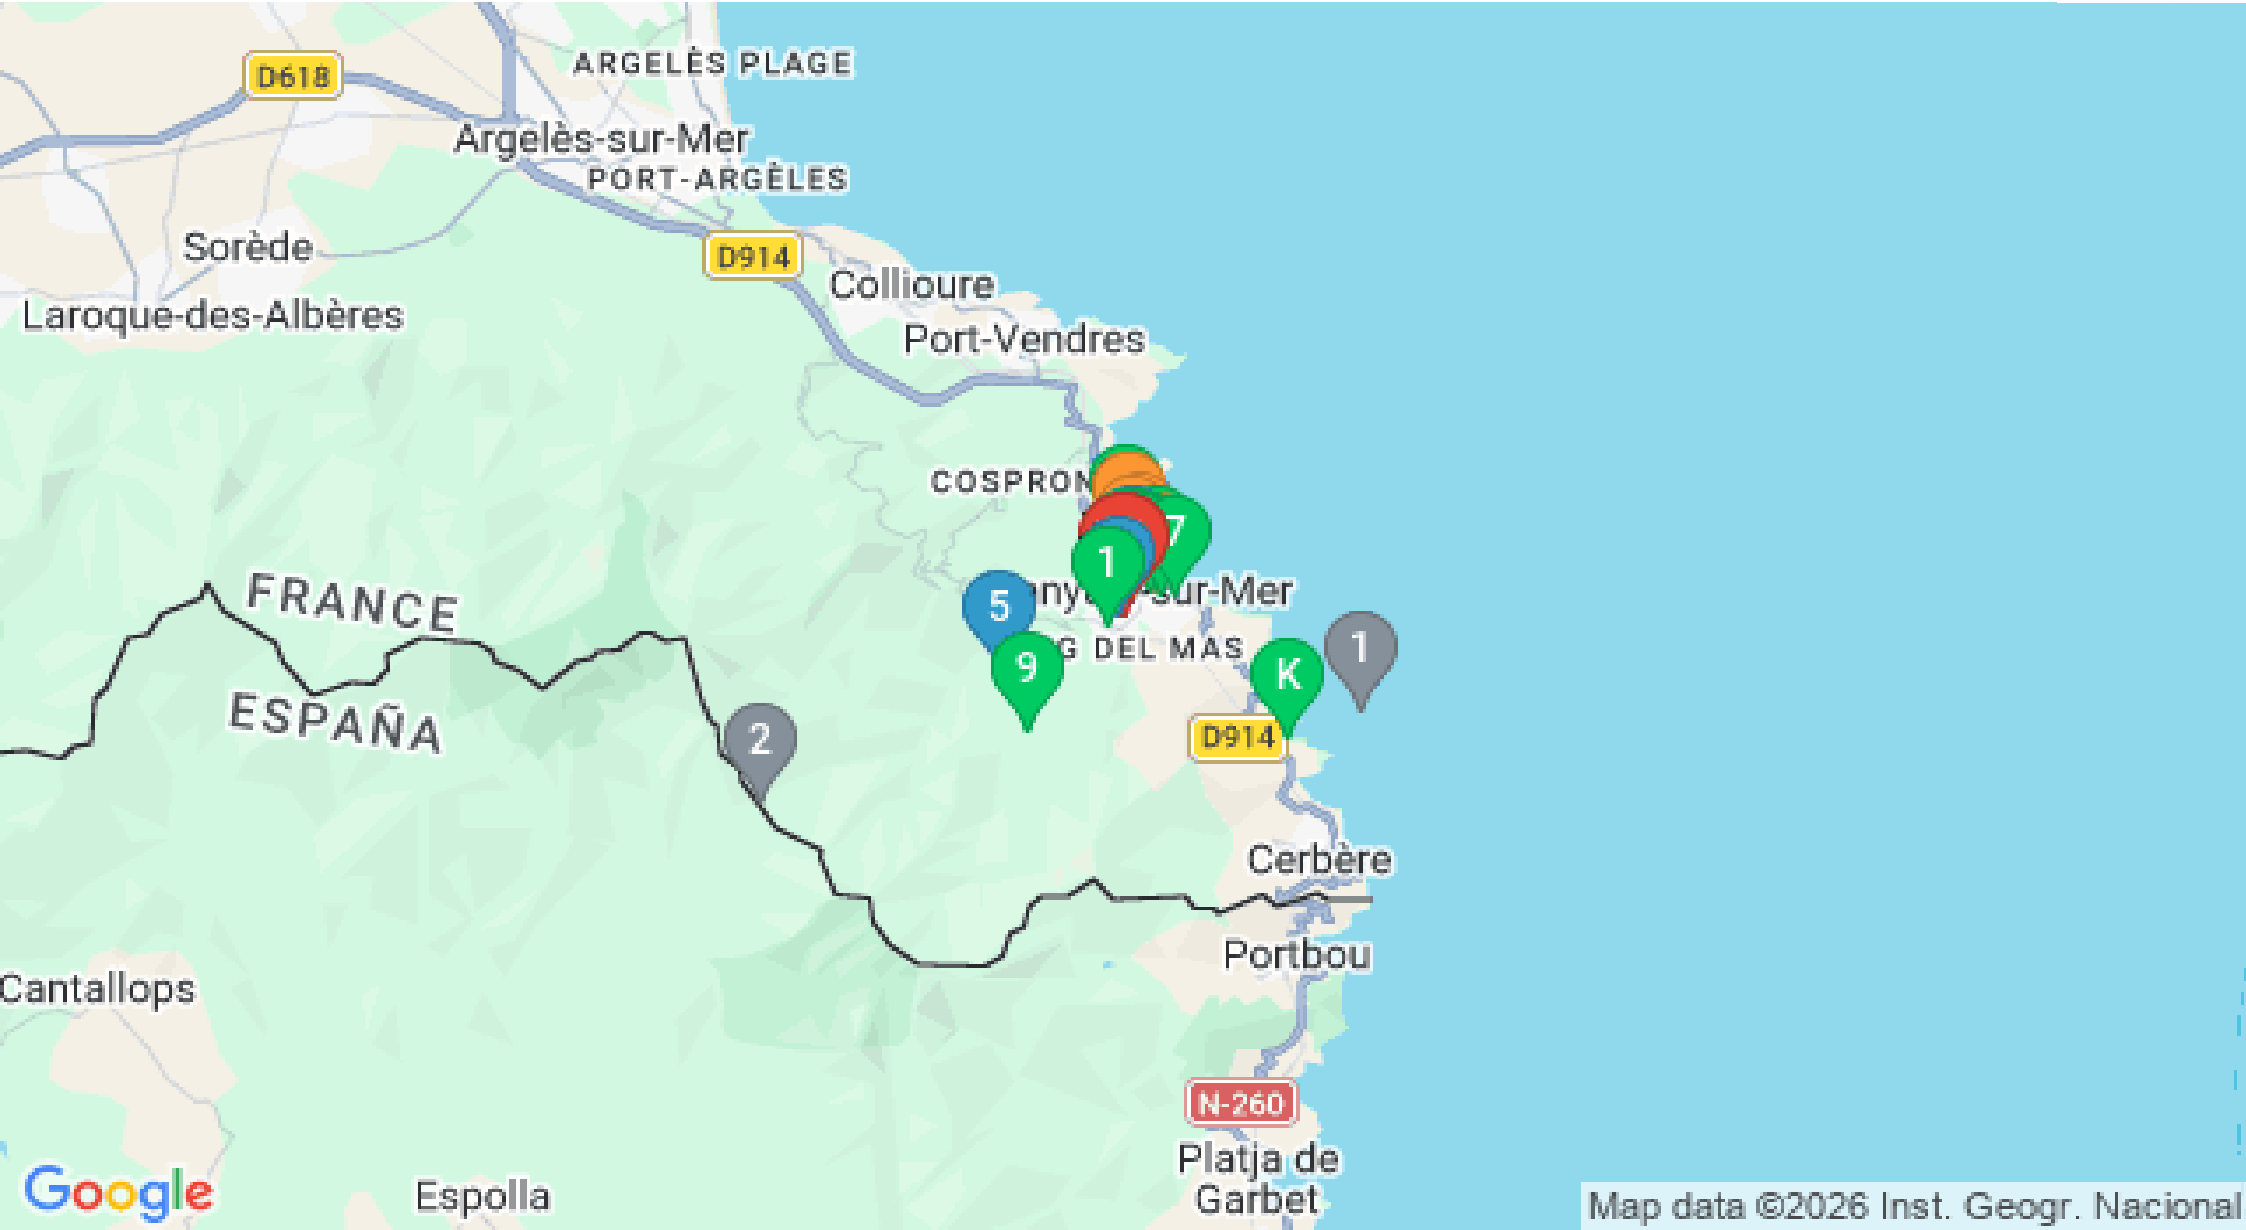 ARGELÈS PLAGE
D618
Argelès-sur-Mer
PORT-ARGÈLES
Sorède
D914
Collioure
Laroque-des-Albères
Port-Vendres
COSPRON
7
1
FRANCE
5
sur-Mer
1
G DEL MAS
9
K
ESPAÑA
2
D914
Cerbère
Portbou
Cantallops
N-260
Platja de
Garbet
Espolla
Google
Map data ©2026 Inst. Geogr. Nacional